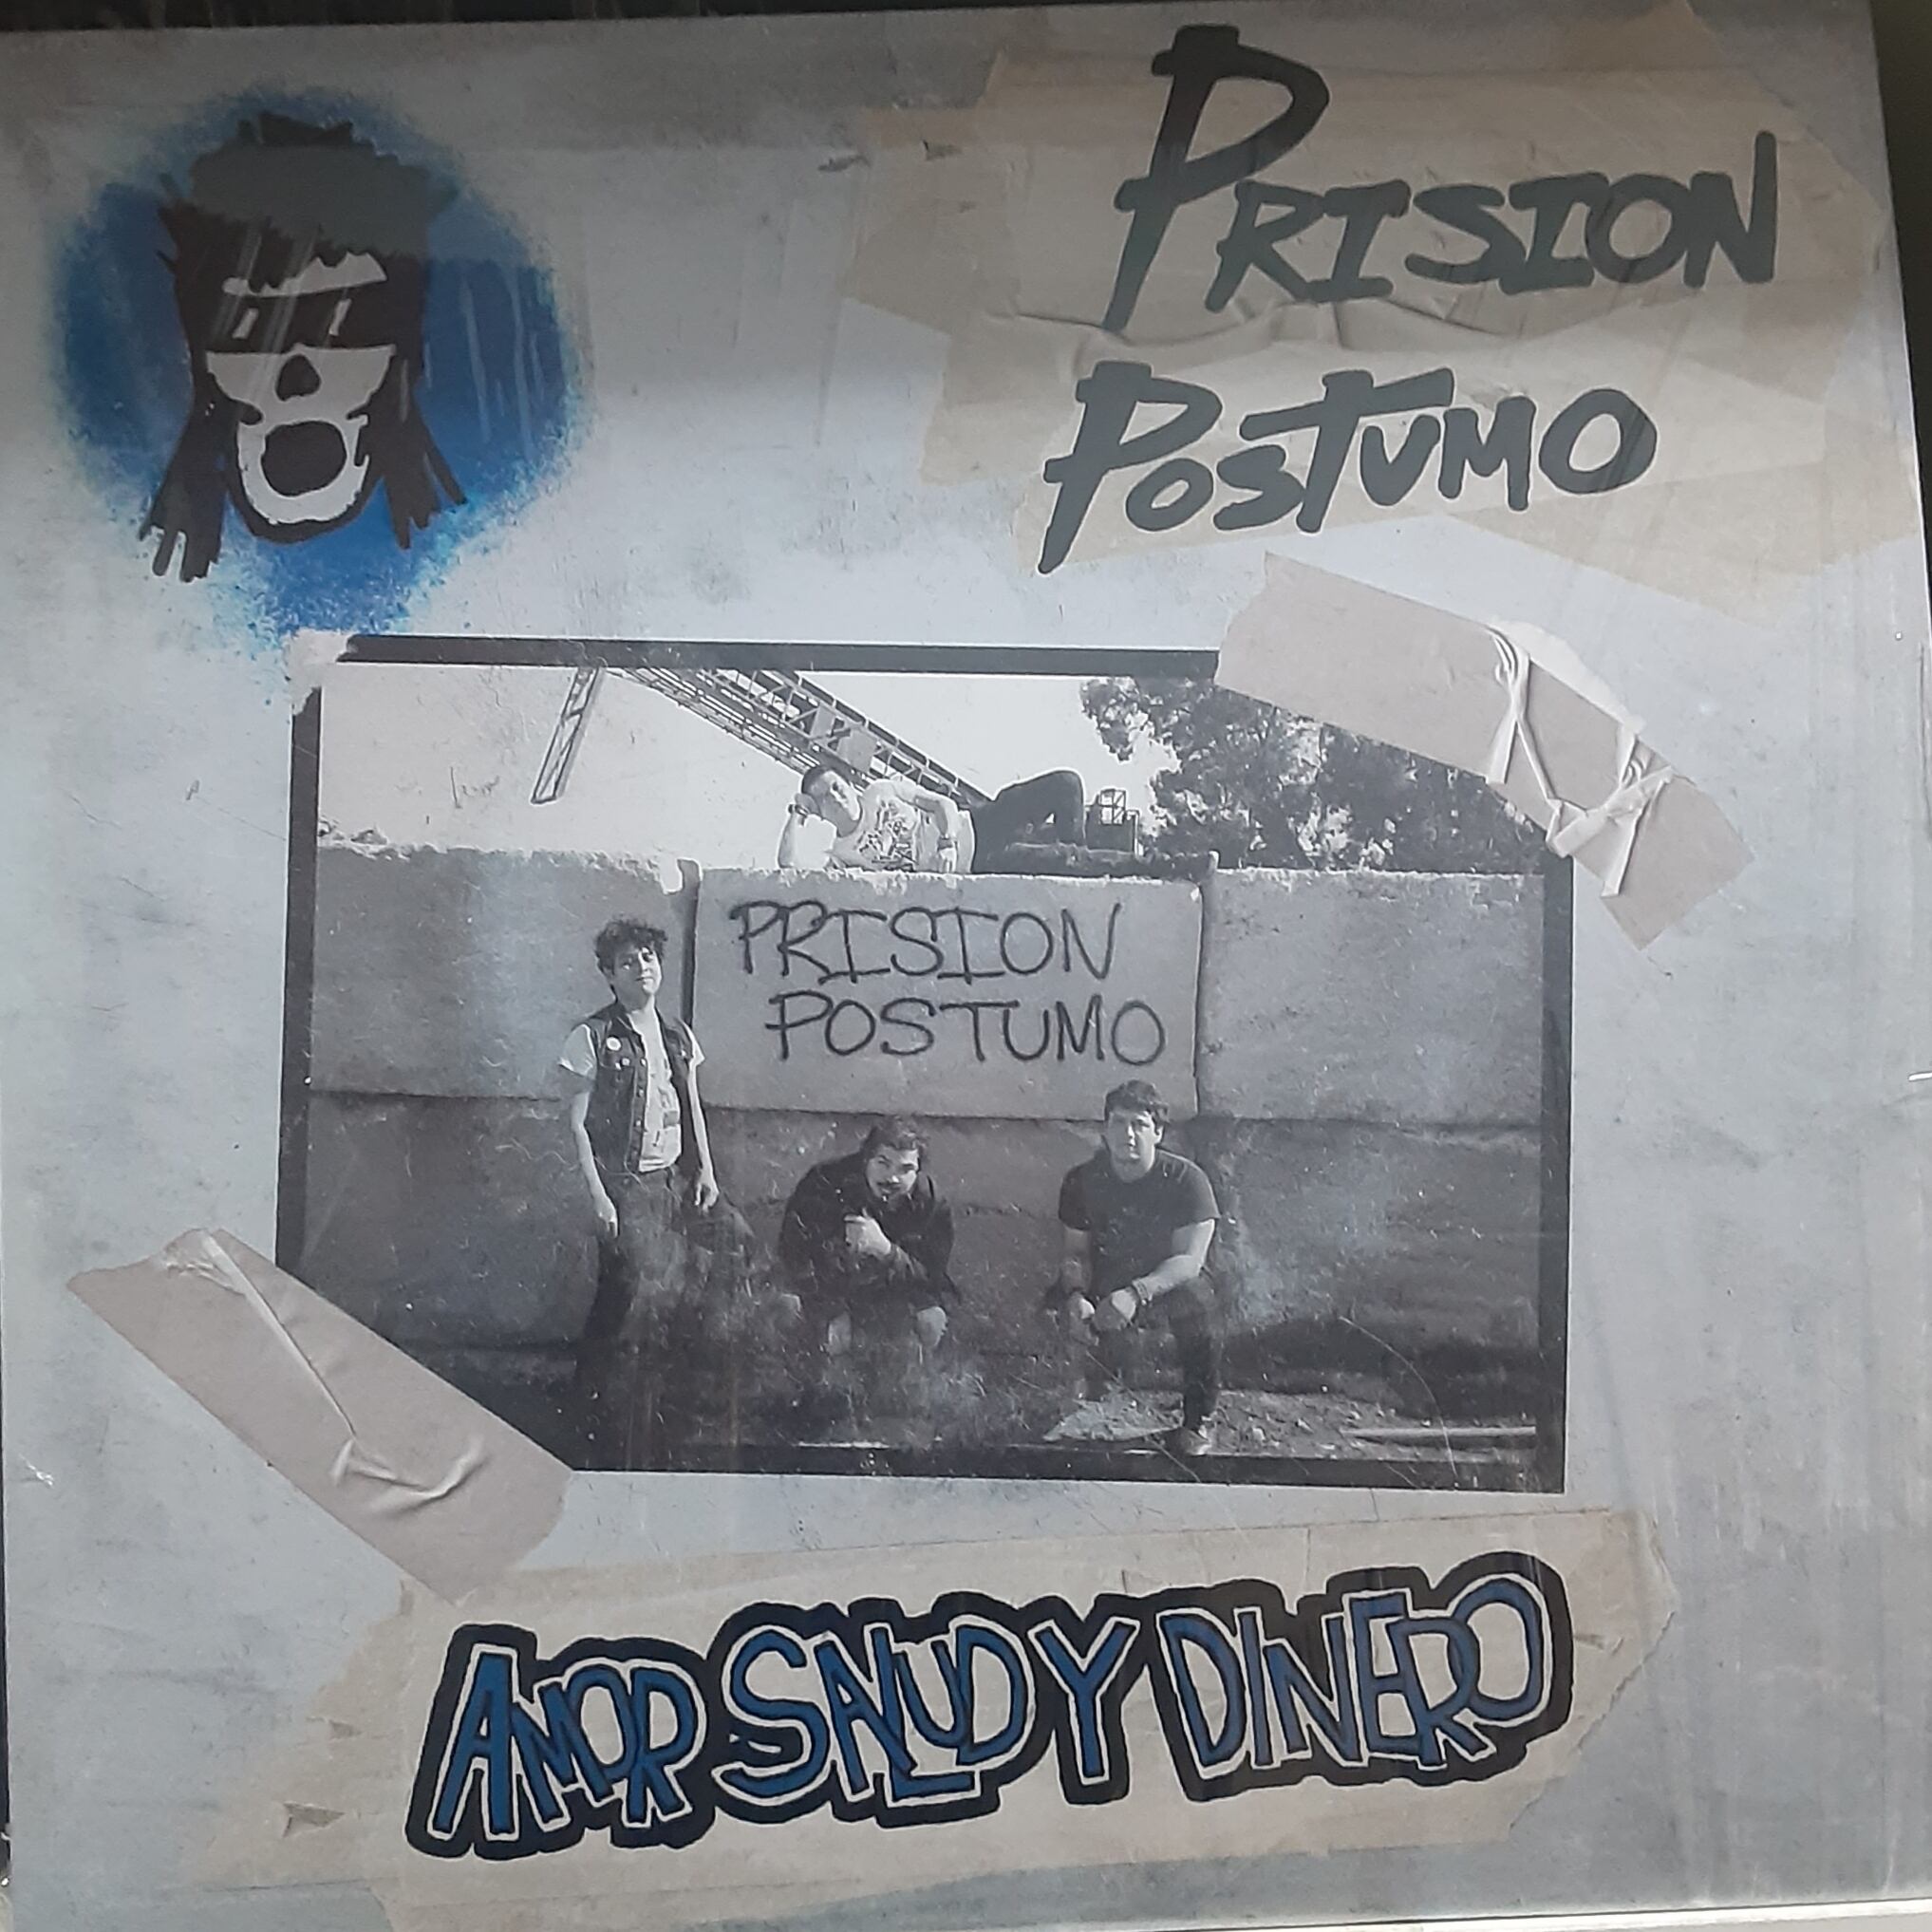 PRISION
POSTUMO
PRISION
POSTUMO
AMOR SALUD Y DINERO